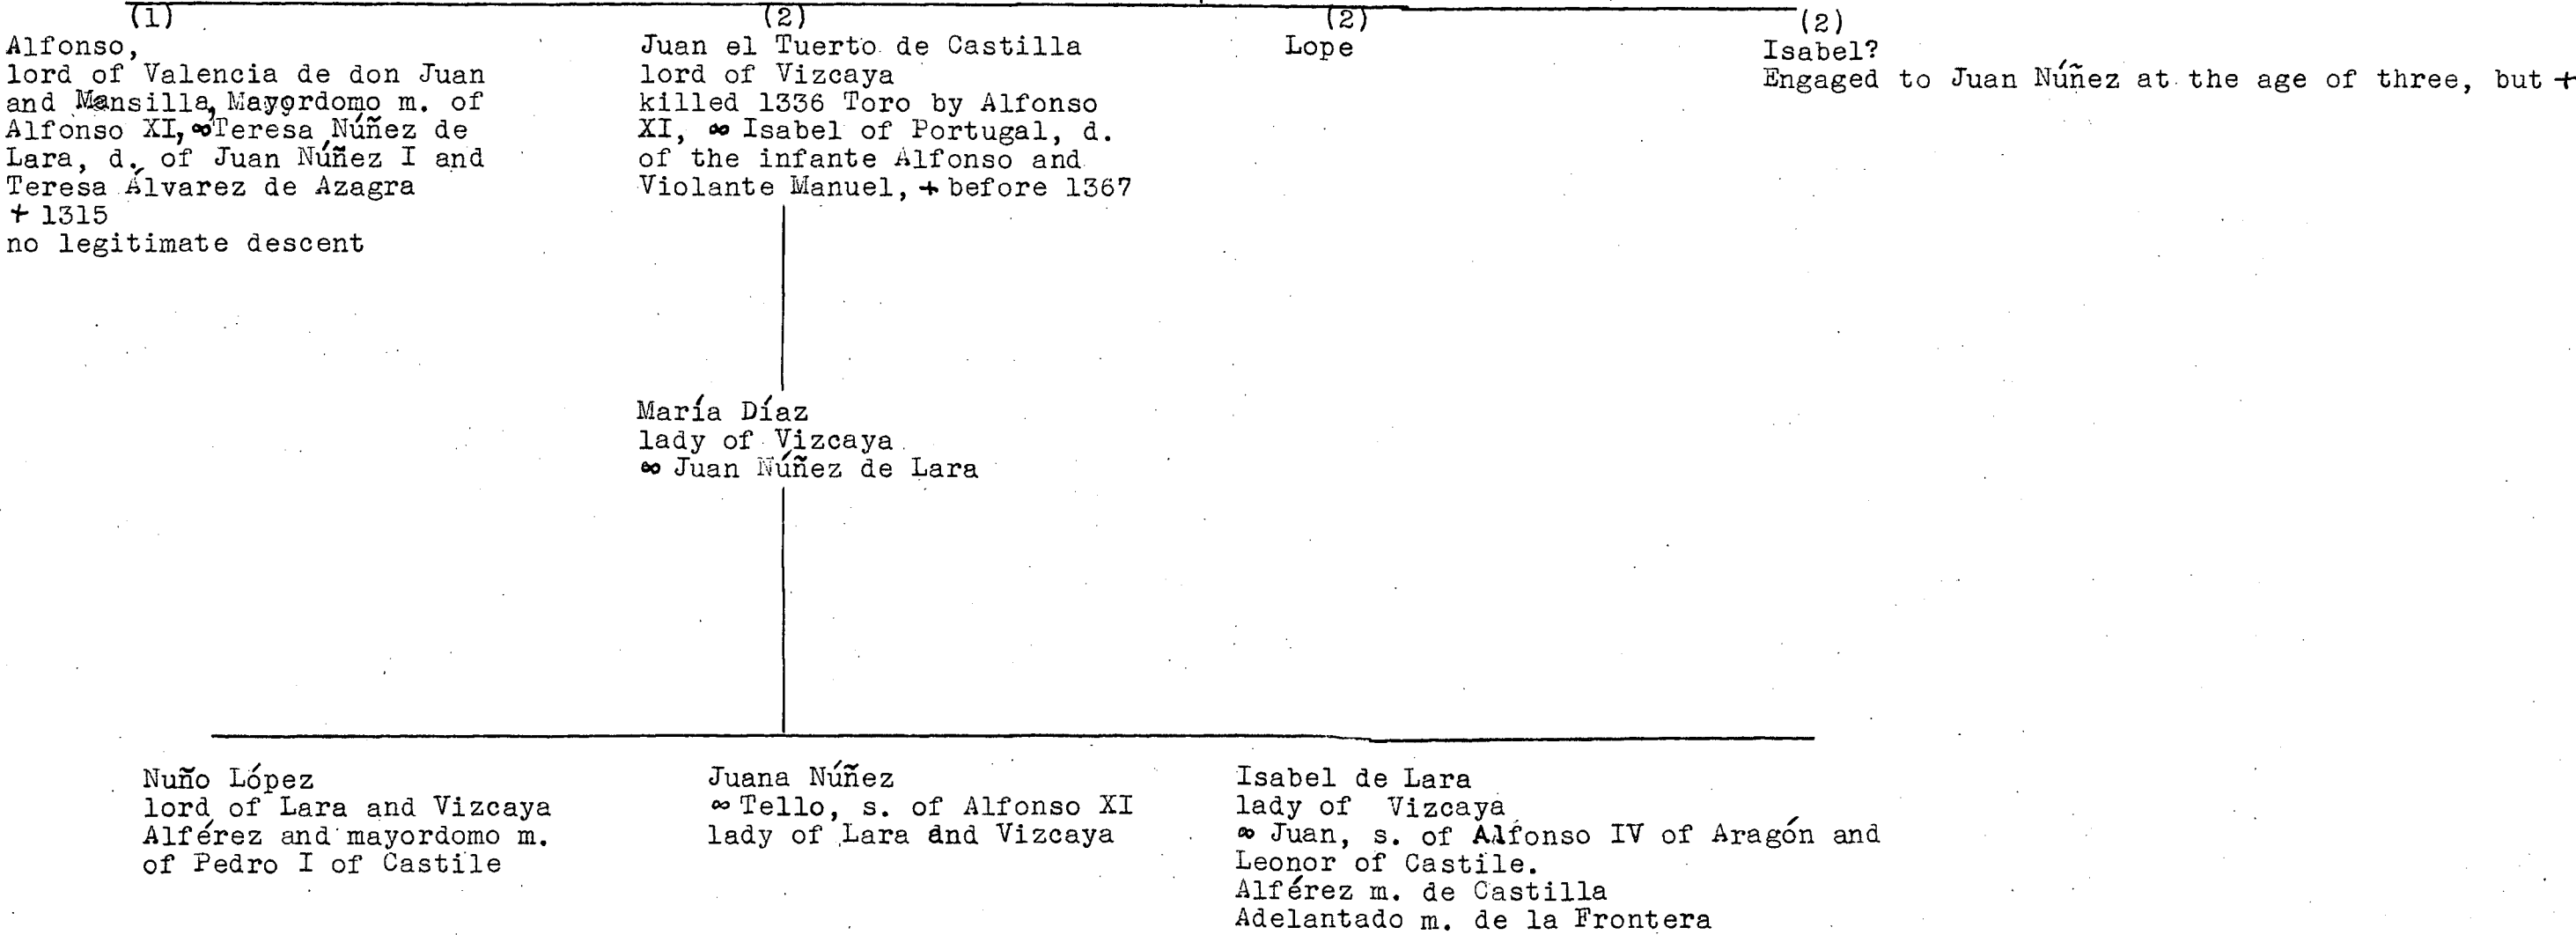 (1)
Alfonso,
lord of Valencia de don Juan
and Mansilla, Mayordomo m. of
Alfonso XI, ∞ Teresa Núñez de
Lara, d. of Juan Núñez I and
Teresa Álvarez de Azagra
+ 1315
no legitimate descent
(2)
Juan el Tuerto de Castilla
lord of Vizcaya
killed 1336 Toro by Alfonso
XI, ∞ Isabel of Portugal, d.
of the infante Alfonso and
Violante Manuel, + before 1367
(2)
Lope
(2)
Isabel?
Engaged to Juan Núñez at the age of three, but +
María Díaz
lady of Vizcaya
∞ Juan Núñez de Lara
Nuño López
lord of Lara and Vizcaya
Alférez and mayordomo m.
of Pedro I of Castile
Juana Núñez
∞ Tello, s. of Alfonso XI
lady of Lara and Vizcaya
Isabel de Lara
lady of Vizcaya
∞ Juan, s. of Alfonso IV of Aragón and
Leonor of Castile.
Alférez m. de Castilla
Adelantado m. de la Frontera